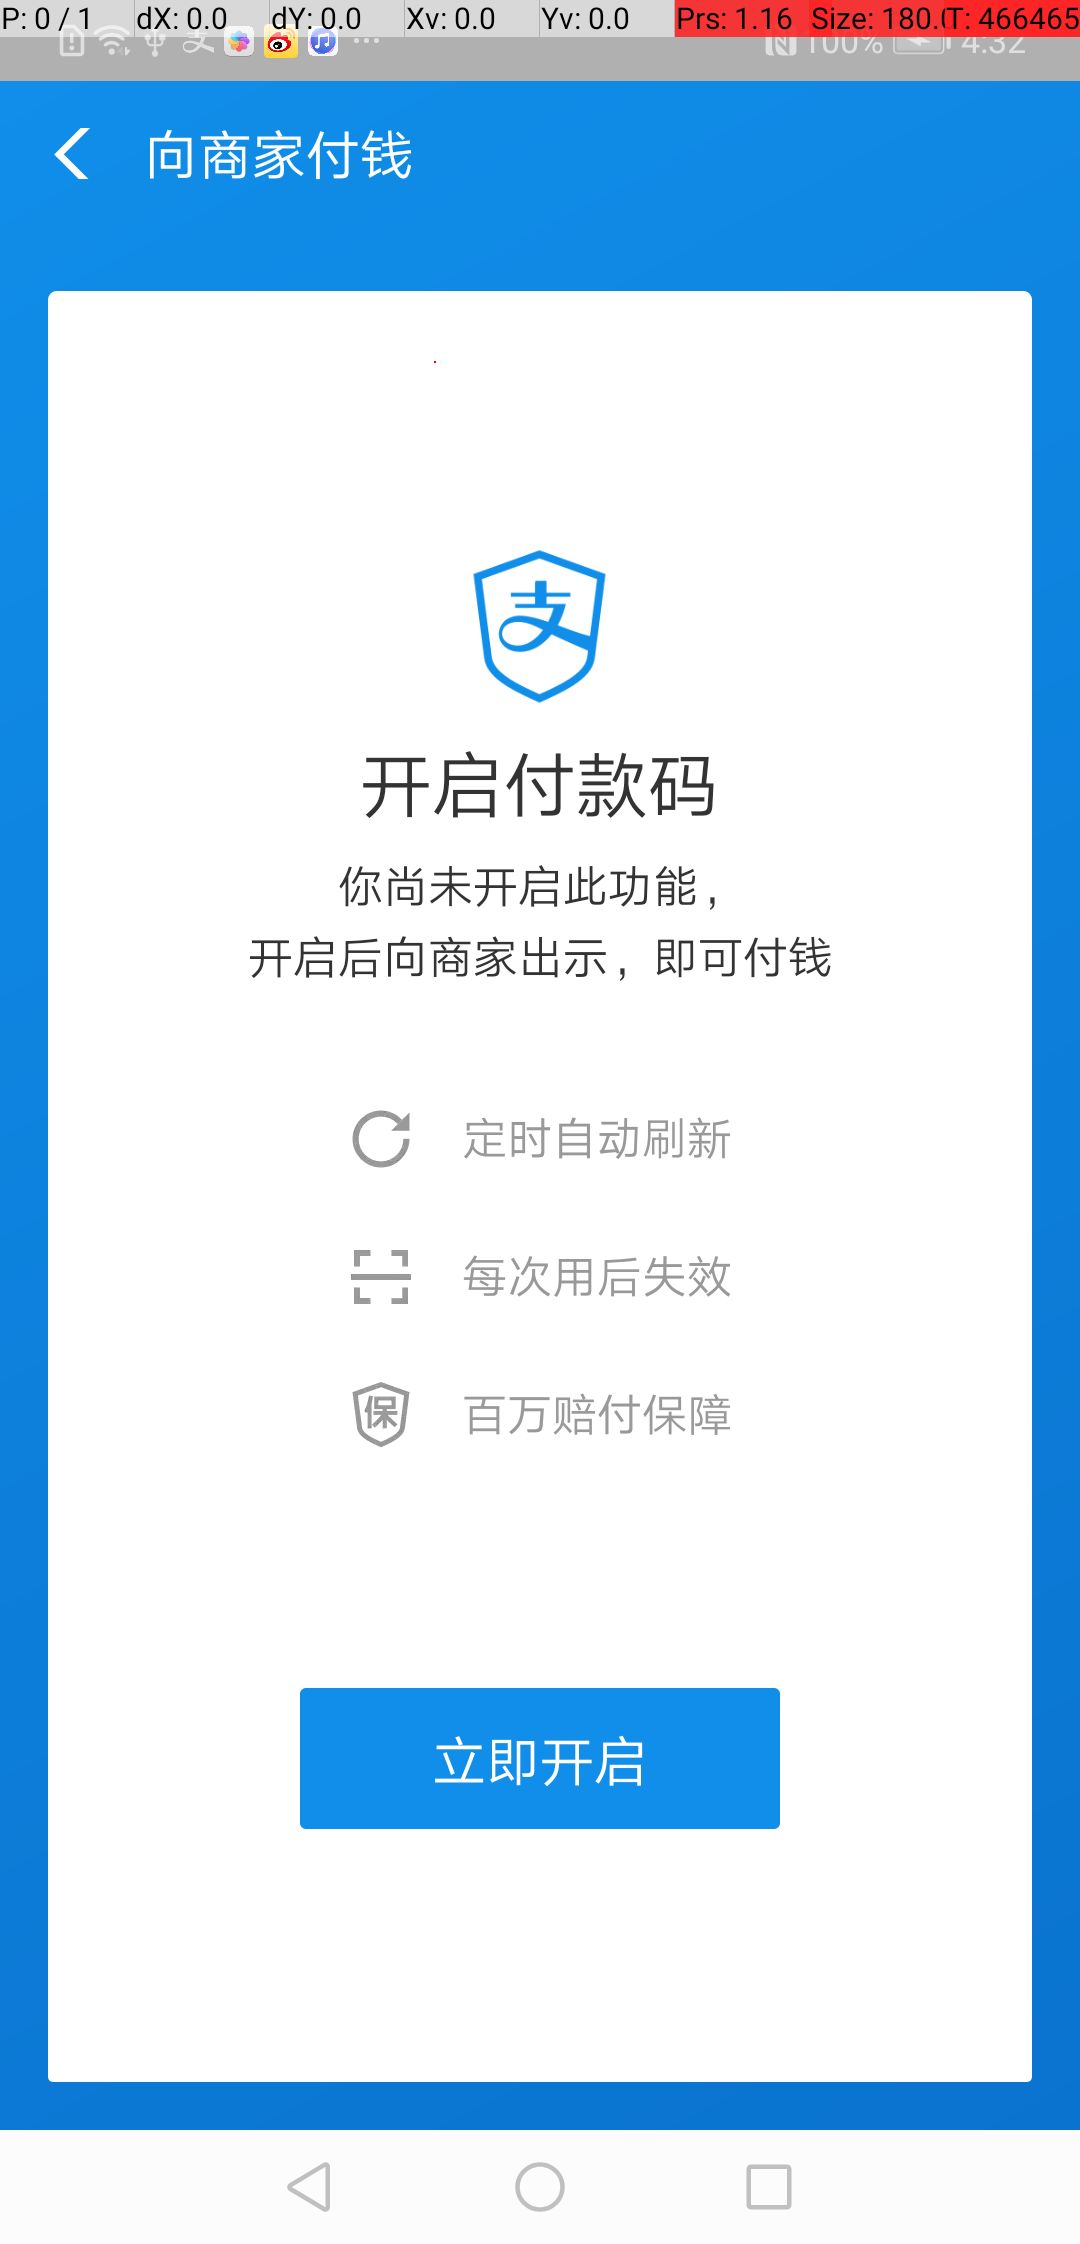 P: 0 / 1 dX: 0.0 dY: 0.0 Xv: 0.0 Yv: 0.0 Prs: 1.16 Size: 180.0 T: 466465
100% 4:32
向商家付钱
支
开启付款码
你尚未开启此功能，
开启后向商家出示，即可付钱
定时自动刷新
每次用后失效
保 百万赔付保障
立即开启